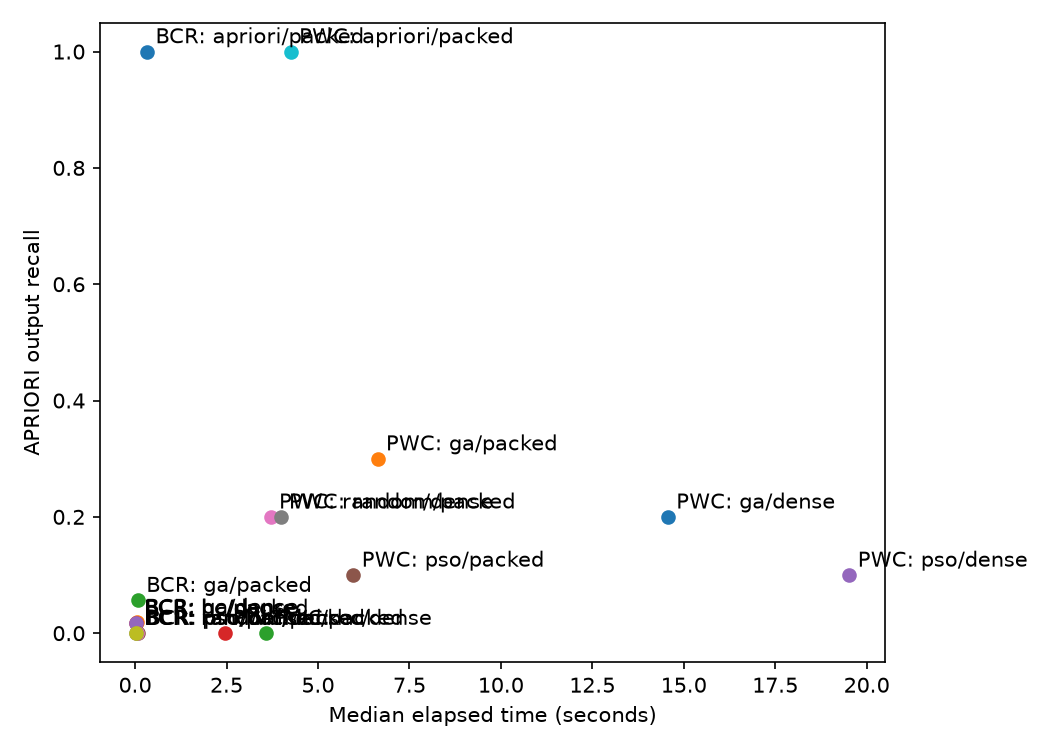 BCR: apriori/packed
PWC: apriori/packed
1.0
0.8
0.6
0.4
0.2
0.0
PWC: ga/packed
PWC: random/dense
PWC: random/packed
PWC: ga/dense
PWC: pso/packed
PWC: pso/dense
BCR: ga/packed
APRIORI output recall
0.0 2.5 5.0 7.5 10.0 12.5 15.0 17.5 20.0
Median elapsed time (seconds)